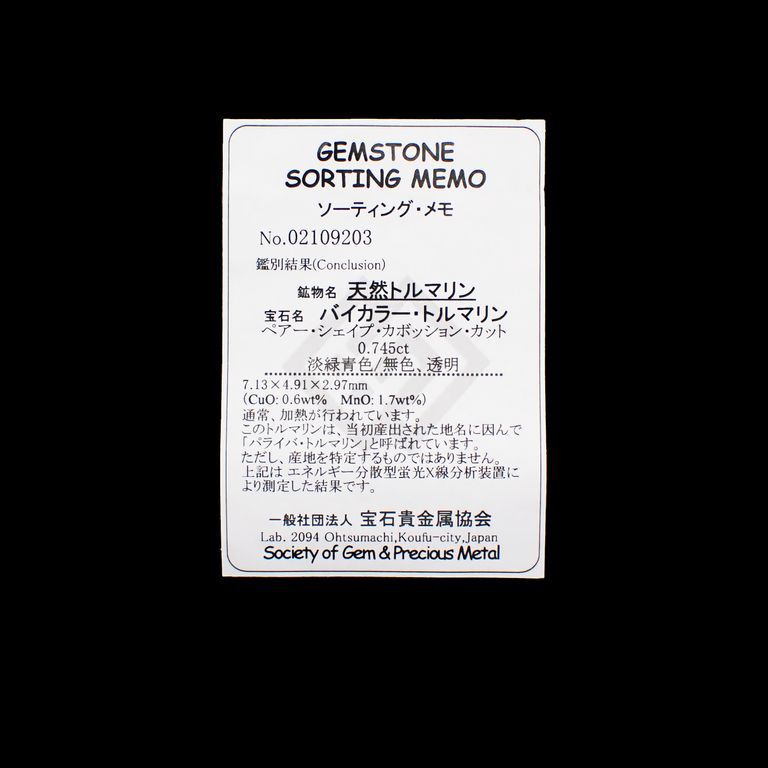 GEMSTONE
SORTING MEMO
ソーティング・メモ
No.02109203
鑑別結果(Conclusion)
鉱物名 天然トルマリン
宝石名 バイカラー・トルマリン
ペアー・シェイプ・カボッション・カット
0.745ct
淡緑青色/無色、透明
7.13×4.91×2.97mm
(CuO: 0.6wt% MnO: 1.7wt%)
通常、加熱が行われています。
このトルマリンは、当初産出された地名に因んで
「パライバ・トルマリン」と呼ばれています。
ただし、産地を特定するものではありません。
上記は エネルギー分散型蛍光X線分析装置に
より測定した結果です。
一般社団法人 宝石貴金属協会
Lab. 2094 Ohtsumachi,Koufu-city,Japan
Society of Gem & Precious Metal